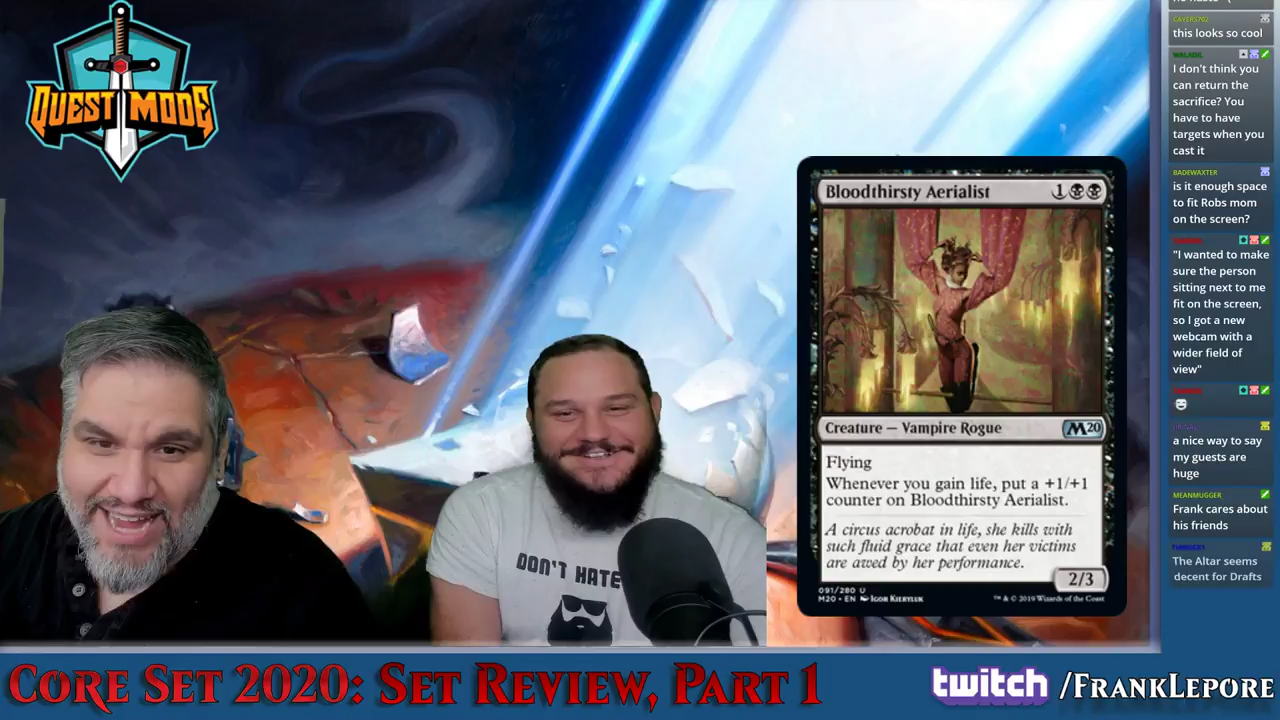 QUEST MODE
Bloodthirsty Aerialist 1
Creature — Vampire Rogue M20
Flying
Whenever you gain life, put a +1/+1
counter on Bloodthirsty Aerialist.
A circus acrobat in life, she kills with
such fluid grace that even her victims
are awed by her performance.
2/3
091/280 U
M20 • EN IGOR KIERYLUK ™ & © 2019 Wizards of the Coast
DON'T HATE
this looks so cool
I don't think you
can return the
sacrifice? You
have to have
targets when you
cast it
BADEWAXTER
is it enough space
to fit Robs mom
on the screen?
"I wanted to make
sure the person
sitting next to me
fit on the screen,
so I got a new
webcam with a
wider field of
view"
a nice way to say
my guests are
huge
MEANMUGGER
Frank cares about
his friends
The Altar seems
decent for Drafts
CORE SET 2020: SET REVIEW, PART 1
twitch /FRANKLEPORE